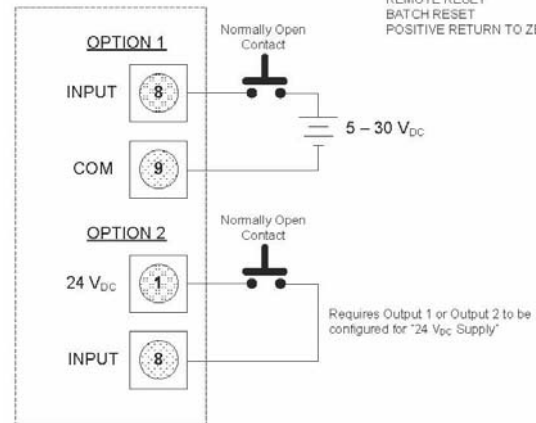 REMOTE RESET
BATCH RESET
POSITIVE RETURN TO
OPTION 1
Normally Open
Contact
INPUT 8
5 – 30 VDC
COM 9
OPTION 2
Normally Open
Contact
24 VDC 1
Requires Output 1 or Output 2 to be
configured for "24 VDC Supply"
INPUT 8